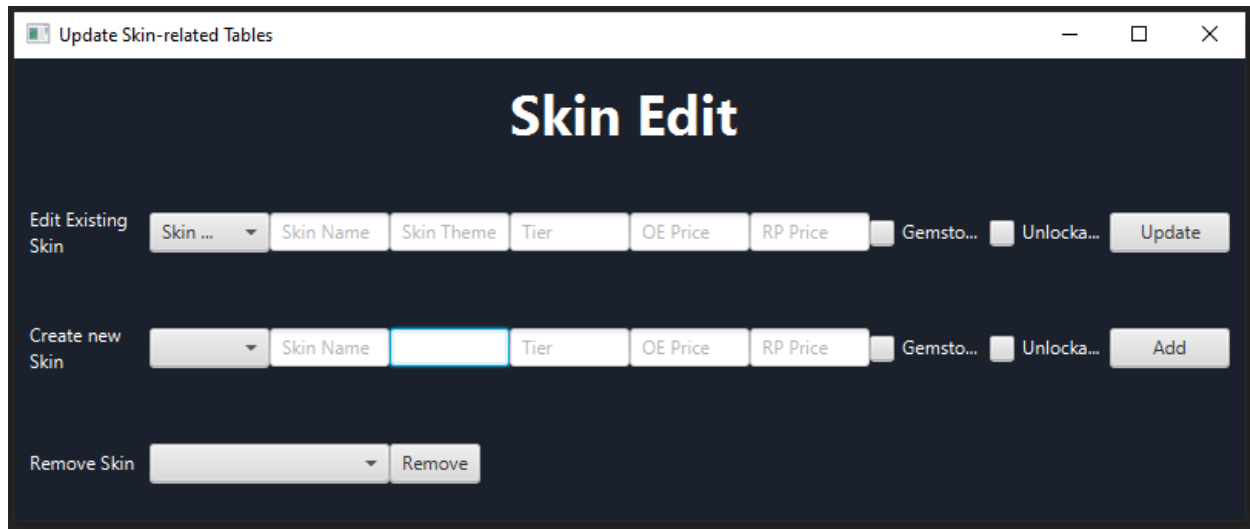 Update Skin-related Tables
Skin Edit
Edit Existing
Skin
Skin ...
Skin Name
Skin Theme
Tier
OE Price
RP Price
Gemsto...
Unlocka...
Update
Create new
Skin
Skin Name
Tier
OE Price
RP Price
Gemsto...
Unlocka...
Add
Remove Skin
Remove